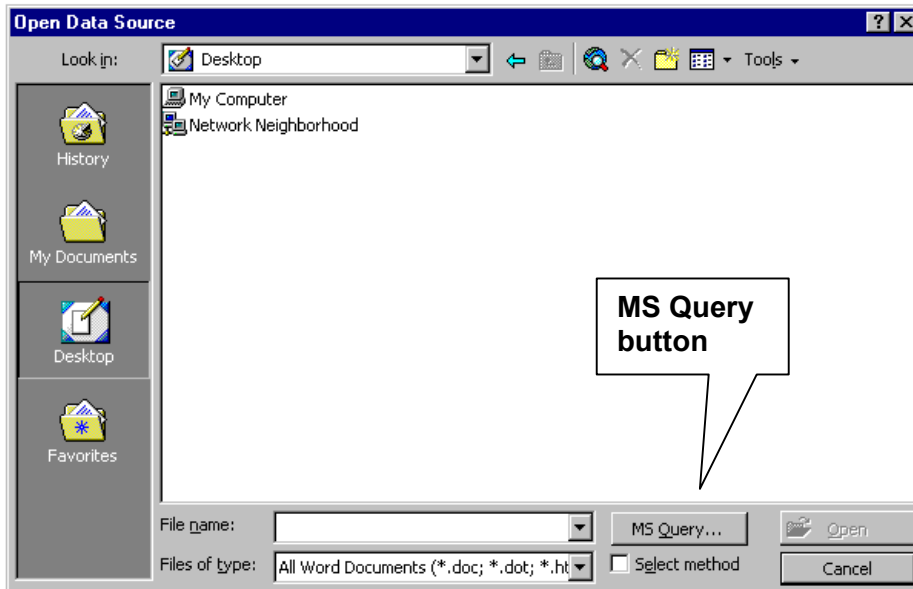 Open Data Source
Look in:
Desktop
Tools
My Computer
Network Neighborhood
History
My Documents
Desktop
Favorites
MS Query
button
File name:
MS Query...
Open
Files of type:
All Word Documents (*.doc; *.dot; *.ht
Select method
Cancel